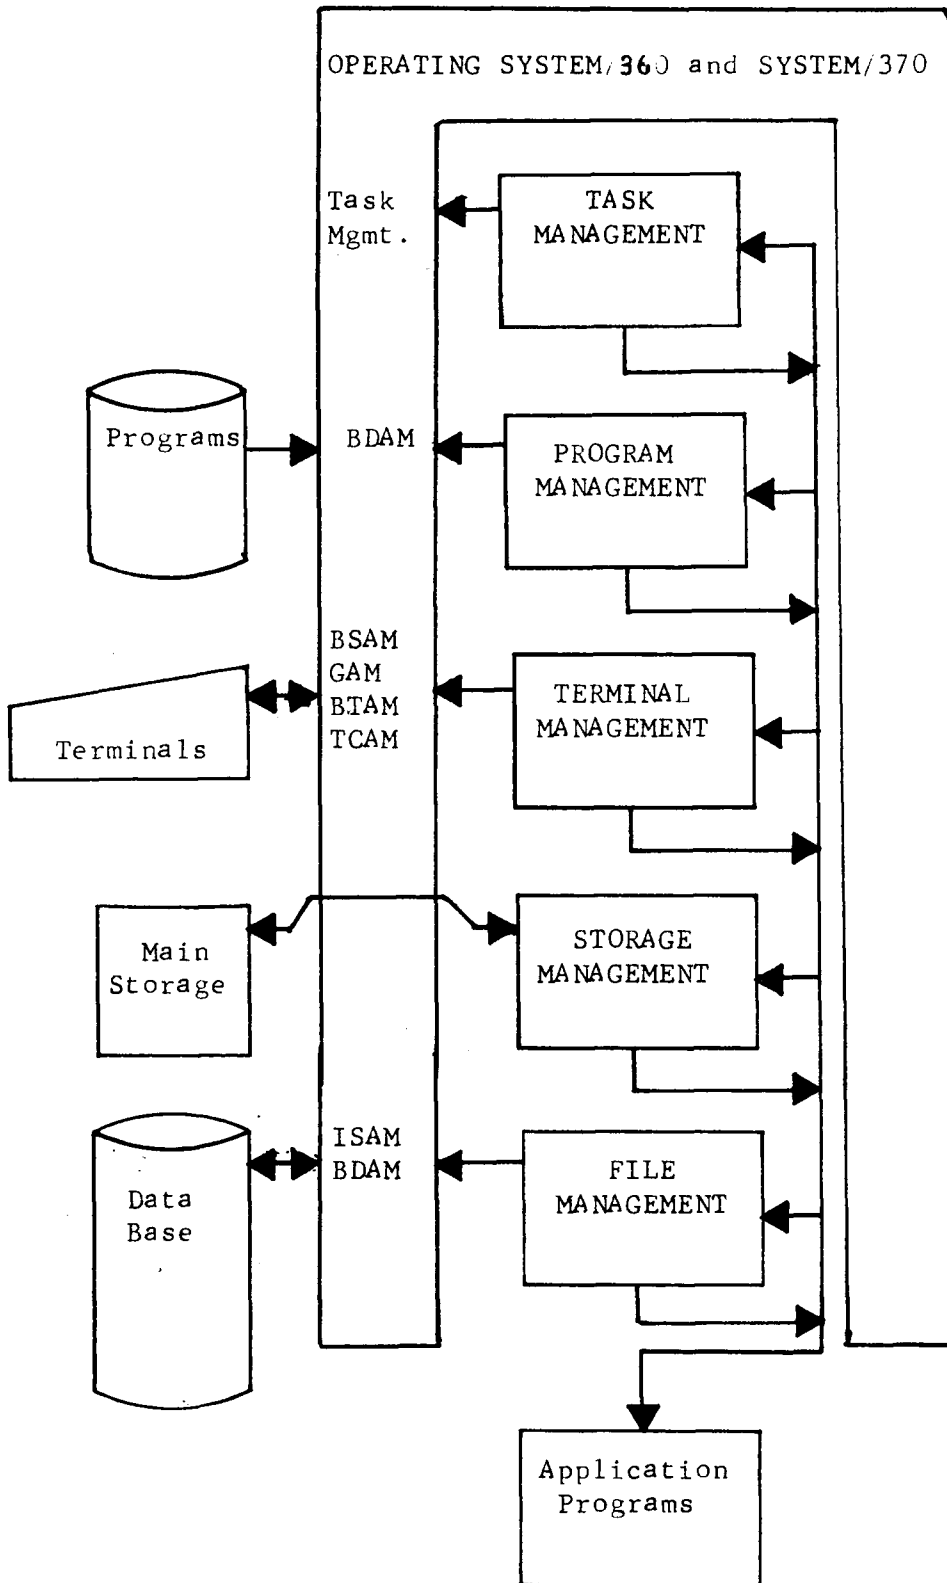 OPERATING SYSTEM/360 and SYSTEM/370
Task
Mgmt.
TASK
MANAGEMENT
Programs
BDAM
PROGRAM
MANAGEMENT
BSAM
GAM
BTAM
TCAM
Terminals
TERMINAL
MANAGEMENT
Main
Storage
STORAGE
MANAGEMENT
Data
Base
ISAM
BDAM
FILE
MANAGEMENT
Application
Programs